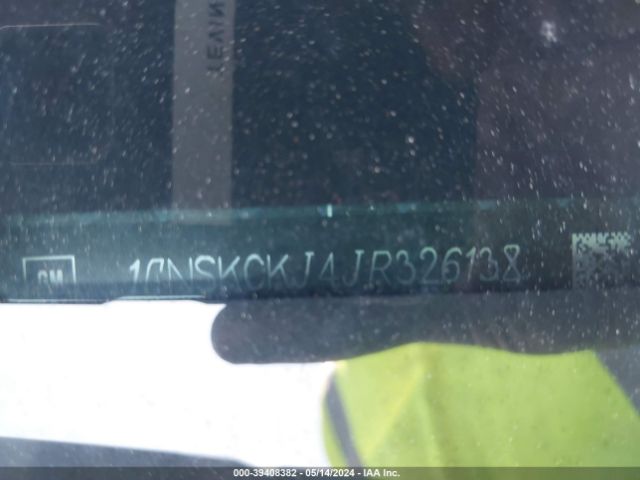 GM 1GNSKCKJ4JR326138
000-39408382 - 05/14/2024 - IAA Inc.